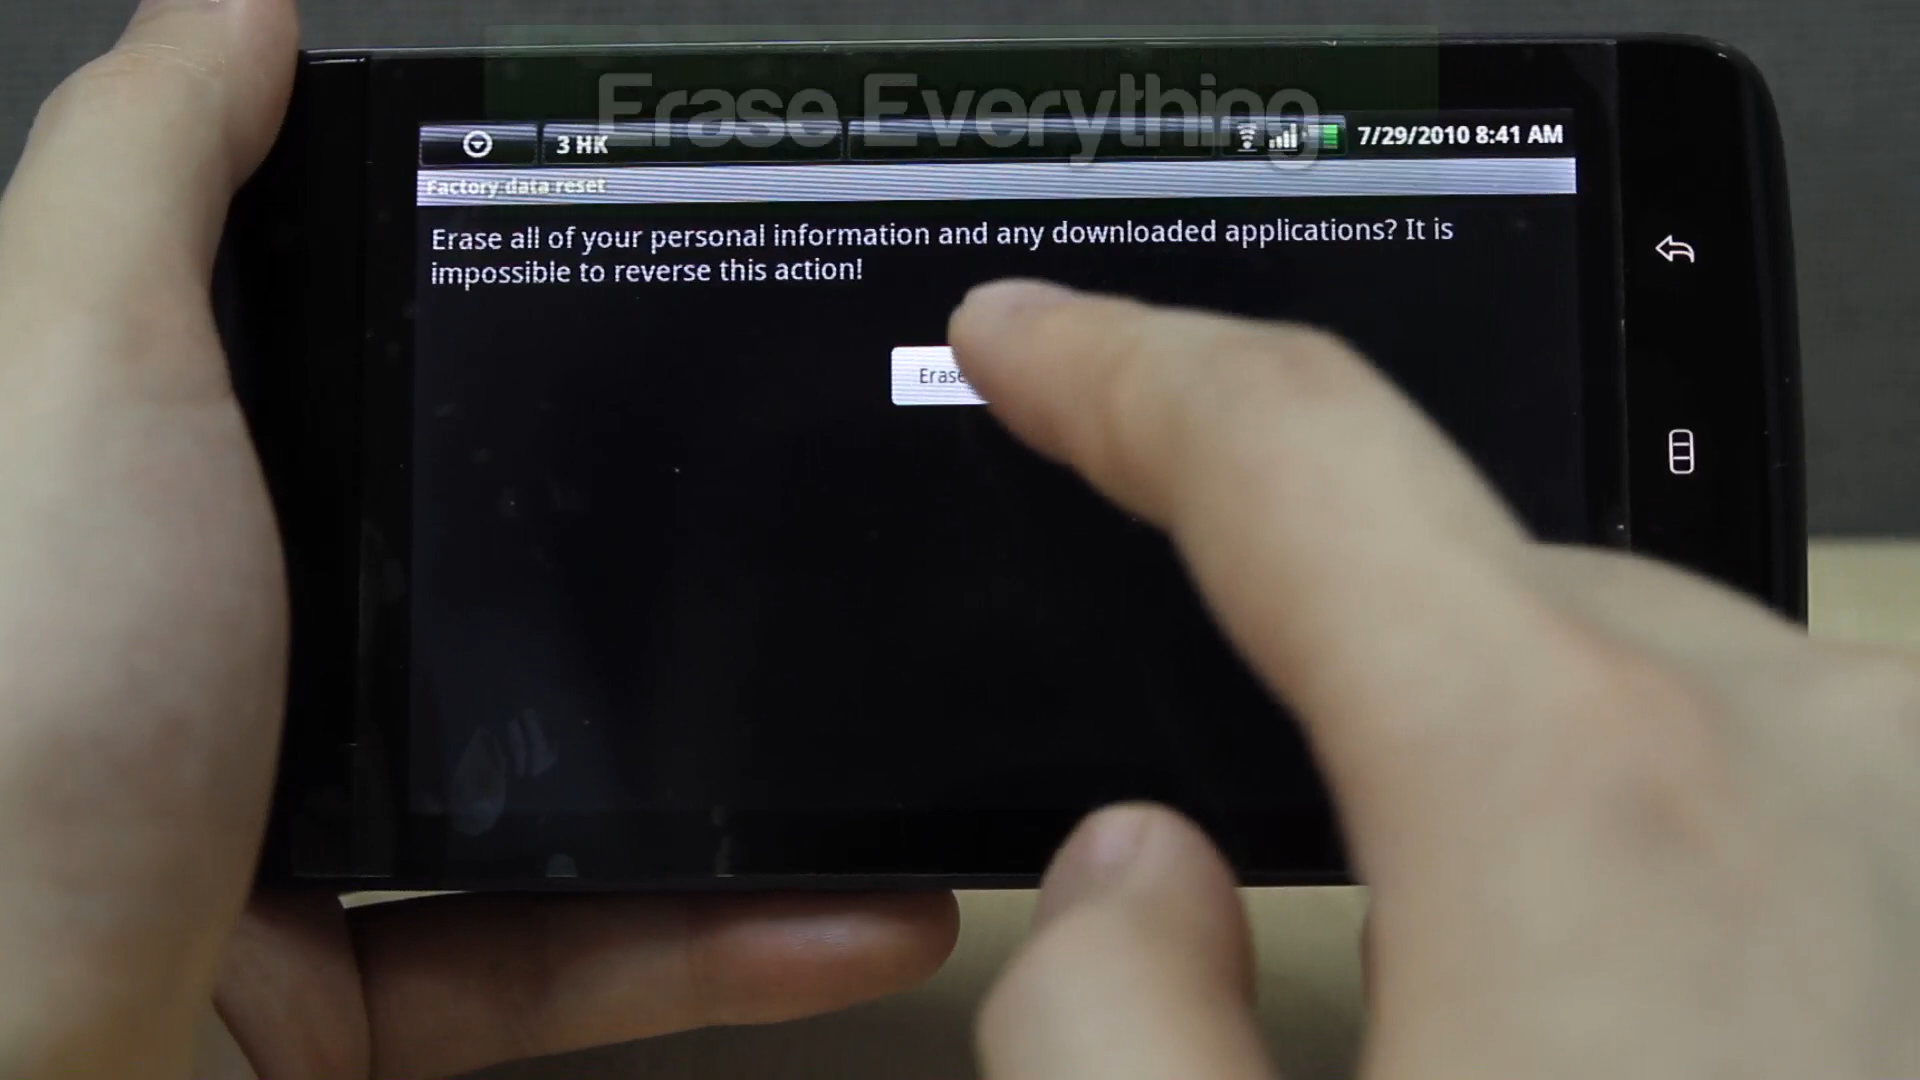 Erase Everything
3 HK
7/29/2010 8:41 AM
Factory data reset
Erase all of your personal information and any downloaded applications? It is
impossible to reverse this action!
Erase